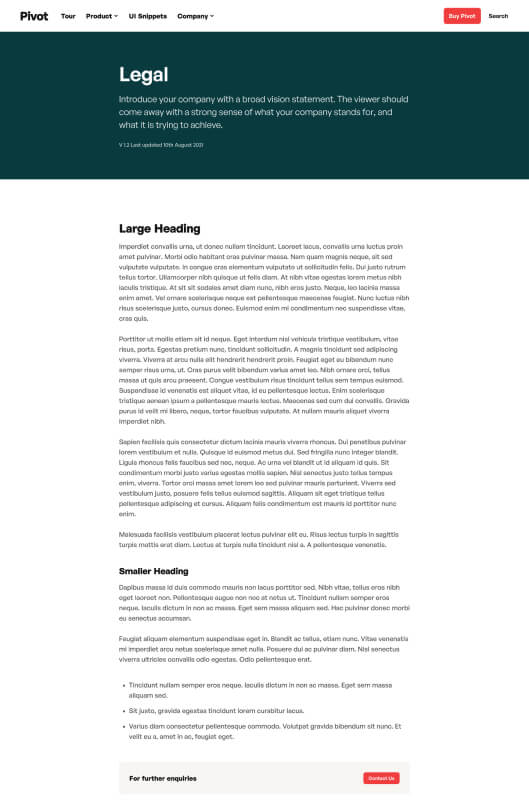 Pivot
Tour
Product
UI Snippets
Company
Buy Pivot
Search
Legal
Introduce your company with a broad vision statement. The viewer should
come away with a strong sense of what your company stands for, and
what it is trying to achieve.
V 1.2 Last updated 10th August 2021
Large Heading
Imperdiet convallis urna, ut donec nullam tincidunt. Laoreet lacus, convallis urna luctus proin
amet pulvinar. Morbi odio habitant cras pulvinar massa. Nam quam magnis neque, ait sed
vulputate vulputate. In congue cras elementum vulputate ut sollicitudin felis. Dui justo rutrum
tellus tortor. Ullamcorper nibh quisque ut felis diam. At nibh vitae egestas lorem metus nibh
iaculis tristique. At sit sit sodales amet diam nunc, nibh eros justo. Neque, leo lacinia massa
enim amet. Vel ornare scelerisque neque est pellentesque maecenas feugiat. Nunc luctus nibh
risus scelerisque justo, cursus donec. Euismod enim mi condimentum nec suspendisse vitae,
cras quis.
Porttitor ut mollis etiam sit id neque. Eget interdum nisl vehicula tristique vestibulum, vitae
risus, porta. Egestas pretium nunc, tincidunt sollicitudin. A magnis tincidunt sed adipiscing
viverra. Viverra at arcu nulla elit hendrerit hendrerit proin. Feugiat eget eu bibendum nunc
semper risus urna, ut. Cras purus velit bibendum varius amet leo. Nibh ornare orci, tellus
massa ut quis arcu praesent. Congue vestibulum risus tincidunt tellus sem tempus euismod.
Suspendisse id venenatis est aliquet vitae, id eu pellentesque lectus. Enim scelerisque
tristique aenean ipsum a pellentesque mauris lectus. Maecenas sed cum dui convallis. Gravida
purus id velit mi libero, neque, tortor faucibus vulputate. At nullam mauris aliquet viverra
imperdiet nibh.
Sapien facilisis quis consectetur dictum lacinia mauris viverra rhoncus. Dui penatibus pulvinar
lorem vestibulum et nulla. Quisque id euismod metus dui. Sed fringilla nunc integer blandit.
Ligula rhoncus felis faucibus sed nec, neque. Ac urna vel blandit ut id aliquam id quis. Sit
condimentum morbi justo varius egestas mollis sapien. Nisl senectus justo tellus tempus
enim, viverra. Tortor orci massa amet lorem leo sed pulvinar mauris parturient. Viverra sed
vestibulum justo, posuere felis tellus euismod sagittis. Aliquam sit eget tristique tellus
pellentesque adipiscing et cursus. Aliquam felis condimentum est mauris id porttitor nunc
enim.
Malesuada facilisis vestibulum placerat lectus pulvinar elit eu. Risus lectus turpis in sagittis
turpis mattis erat diam. Lectus at turpis nulla tincidunt nisl a. A pellentesque venenatis.
Smaller Heading
Dapibus massa id duis commodo mauris non lacus porttitor sed. Nibh vitae, tellus eros nibh
eget laoreet non. Pellentesque augue non nec at netus ut. Tincidunt nullam semper eros
neque. Iaculis dictum in non ac massa. Eget sem massa aliquam sed. Hac pulvinar donec morbi
eu senectus accumsan.
Feugiat aliquam elementum suspendisse eget in. Blandit ac tellus, etiam nunc. Vitae venenatis
mi imperdiet arcu netus scelerisque amet nulla. Posuere dui ac pulvinar diam. Nisl senectus
viverra ultricies convallis odio egestas. Odio pellentesque erat.
• Tincidunt nullam semper eros neque. Iaculis dictum in non ac massa. Eget sem massa
aliquam sed.
• Sit justo, gravida egestas tincidunt lorem curabitur lacus.
• Varius diam consectetur pellentesque commodo. Volutpat gravida bibendum sit nunc. Et
velit eu a, amet in ac, feugiat eget.
For further enquiries
Contact Us